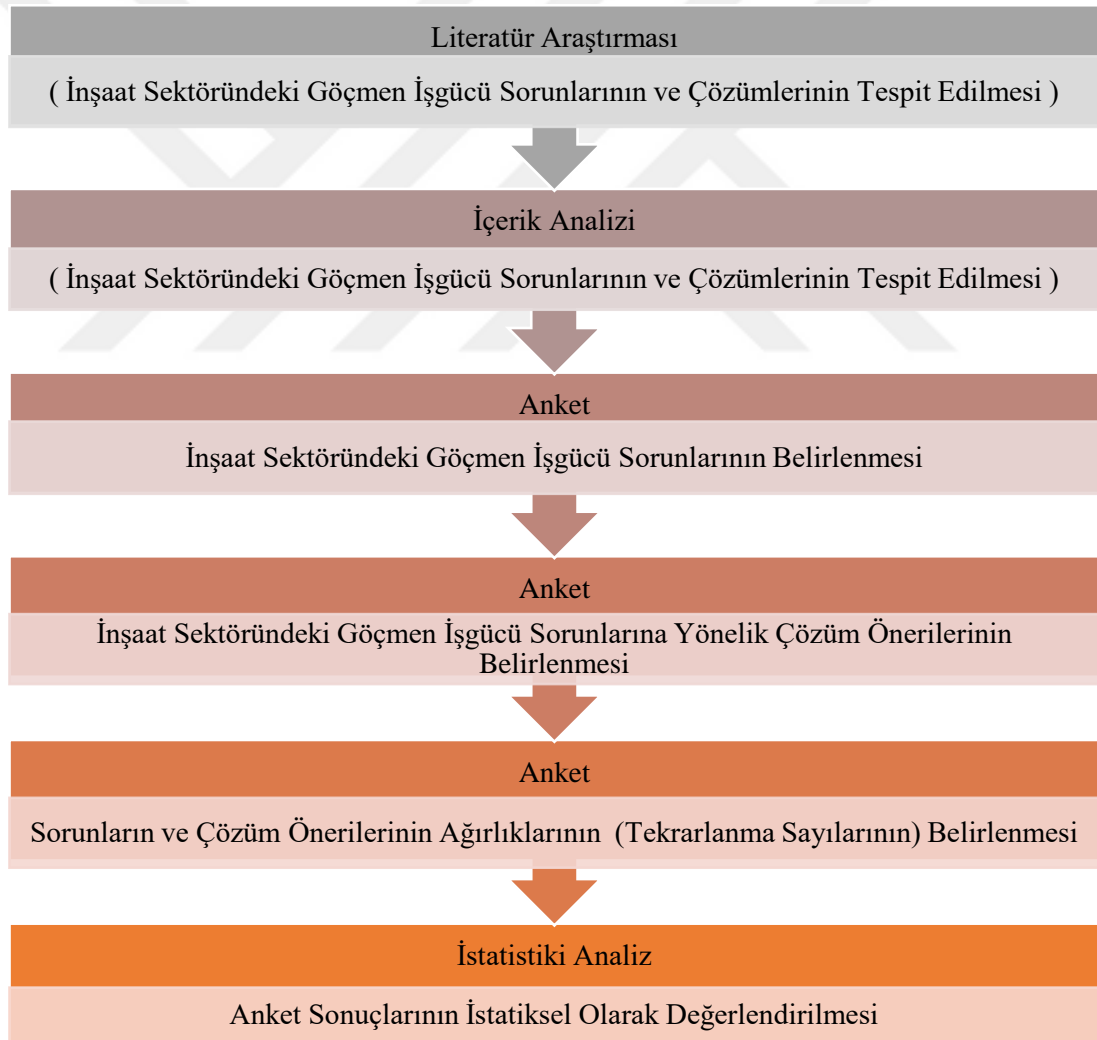 Literatür Araştırması
( İnşaat Sektöründeki Göçmen İşgücü Sorunlarının ve Çözümlerinin Tespit Edilmesi )
İçerik Analizi
( İnşaat Sektöründeki Göçmen İşgücü Sorunlarının ve Çözümlerinin Tespit Edilmesi )
Anket
İnşaat Sektöründeki Göçmen İşgücü Sorunlarının Belirlenmesi
Anket
İnşaat Sektöründeki Göçmen İşgücü Sorunlarına Yönelik Çözüm Önerilerinin
Belirlenmesi
Anket
Sorunların ve Çözüm Önerilerinin Ağırlıklarının (Tekrarlanma Sayılarının) Belirlenmesi
İstatistiki Analiz
Anket Sonuçlarının İstatiksel Olarak Değerlendirilmesi